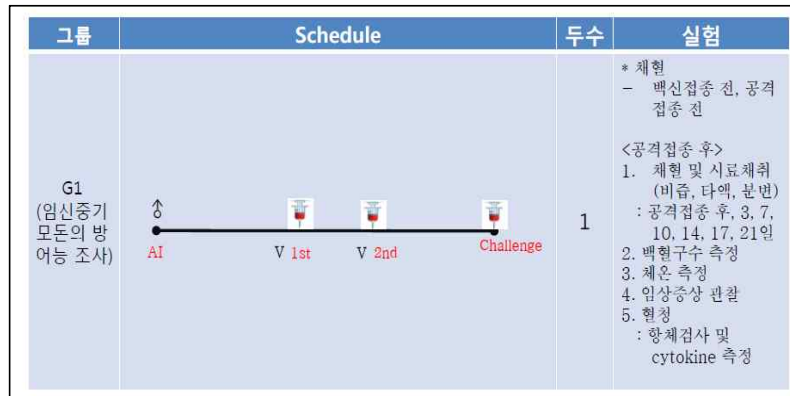 그룹
Schedule
두수
실험
G1
(임신중기
모돈의 방
어능 조사)
AI
V 1st
V 2nd
Challenge
1
* 채혈
– 백신접종 전, 공격
접종 전
<공격접종 후>
1. 채혈 및 시료채취
(비즙, 타액, 분변)
: 공격접종 후, 3, 7,
10, 14, 17, 21일
2. 백혈구수 측정
3. 체온 측정
4. 임상증상 관찰
5. 혈청
: 항체검사 및
cytokine 측정